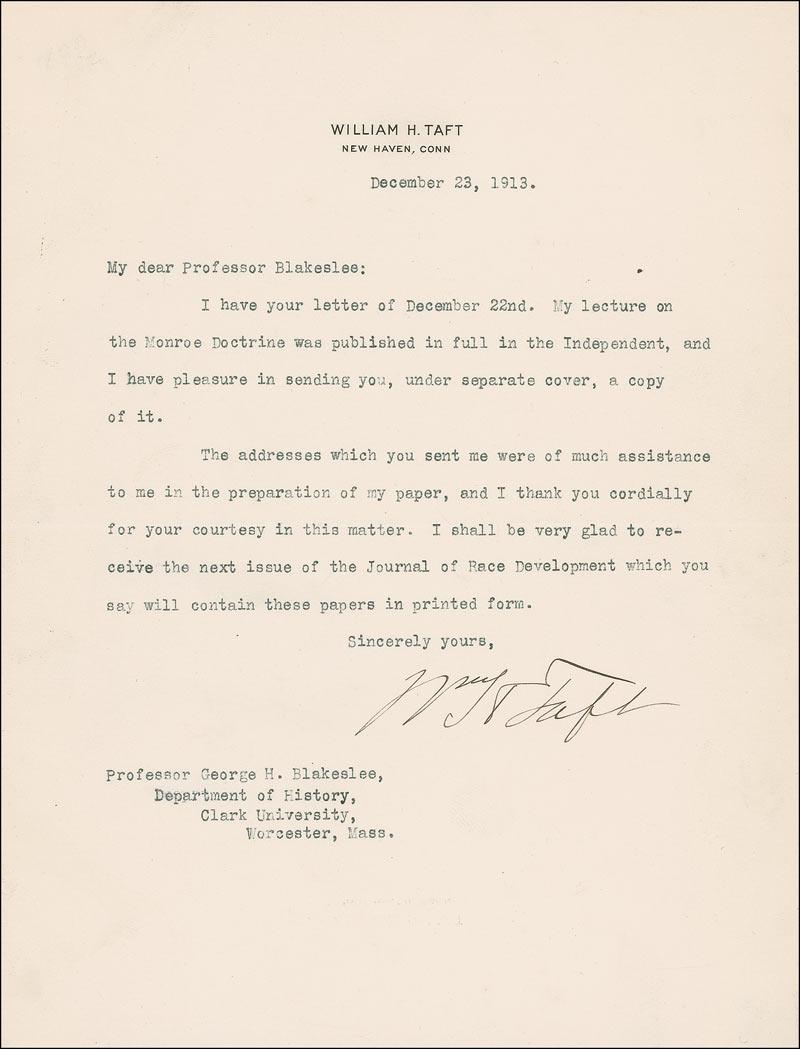 WILLIAM H. TAFT
NEW HAVEN, CONN
December 23, 1913.
My dear Professor Blakeslee:
I have your letter of December 22nd. My lecture on
the Monroe Doctrine was published in full in the Independent, and
I have pleasure in sending you, under separate cover, a copy
of it.
The addresses which you sent me were of much assistance
to me in the preparation of my paper, and I thank you cordially
for your courtesy in this matter. I shall be very glad to re-
ceive the next issue of the Journal of Race Development which you
say will contain these papers in printed form.
Sincerely yours,
Wm H Taft
Professor George H. Blakeslee,
Department of History,
Clark University,
Worcester, Mass.